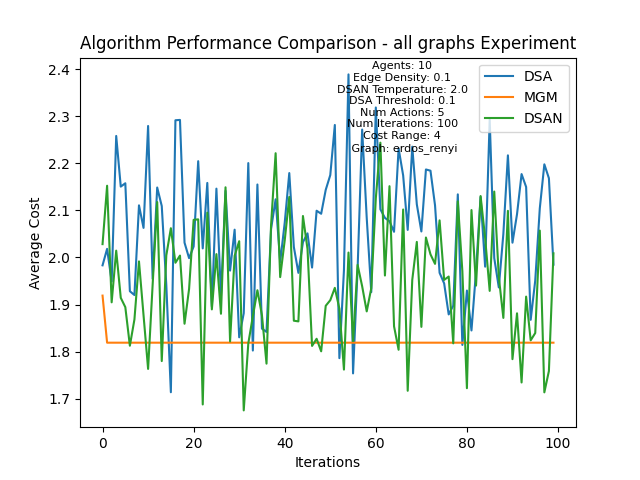 Algorithm Performance Comparison - all graphs Experiment
Agents: 10
Edge Density: 0.1
DSAN Temperature: 2.0
DSA Threshold: 0.1
Num Actions: 5
Num Iterations: 100
Cost Range: 4
Graph: erdos_renyi
DSA
MGM
DSAN
Average Cost
2.4
2.3
2.2
2.1
2.0
1.9
1.8
1.7
0 20 40 60 80 100
Iterations